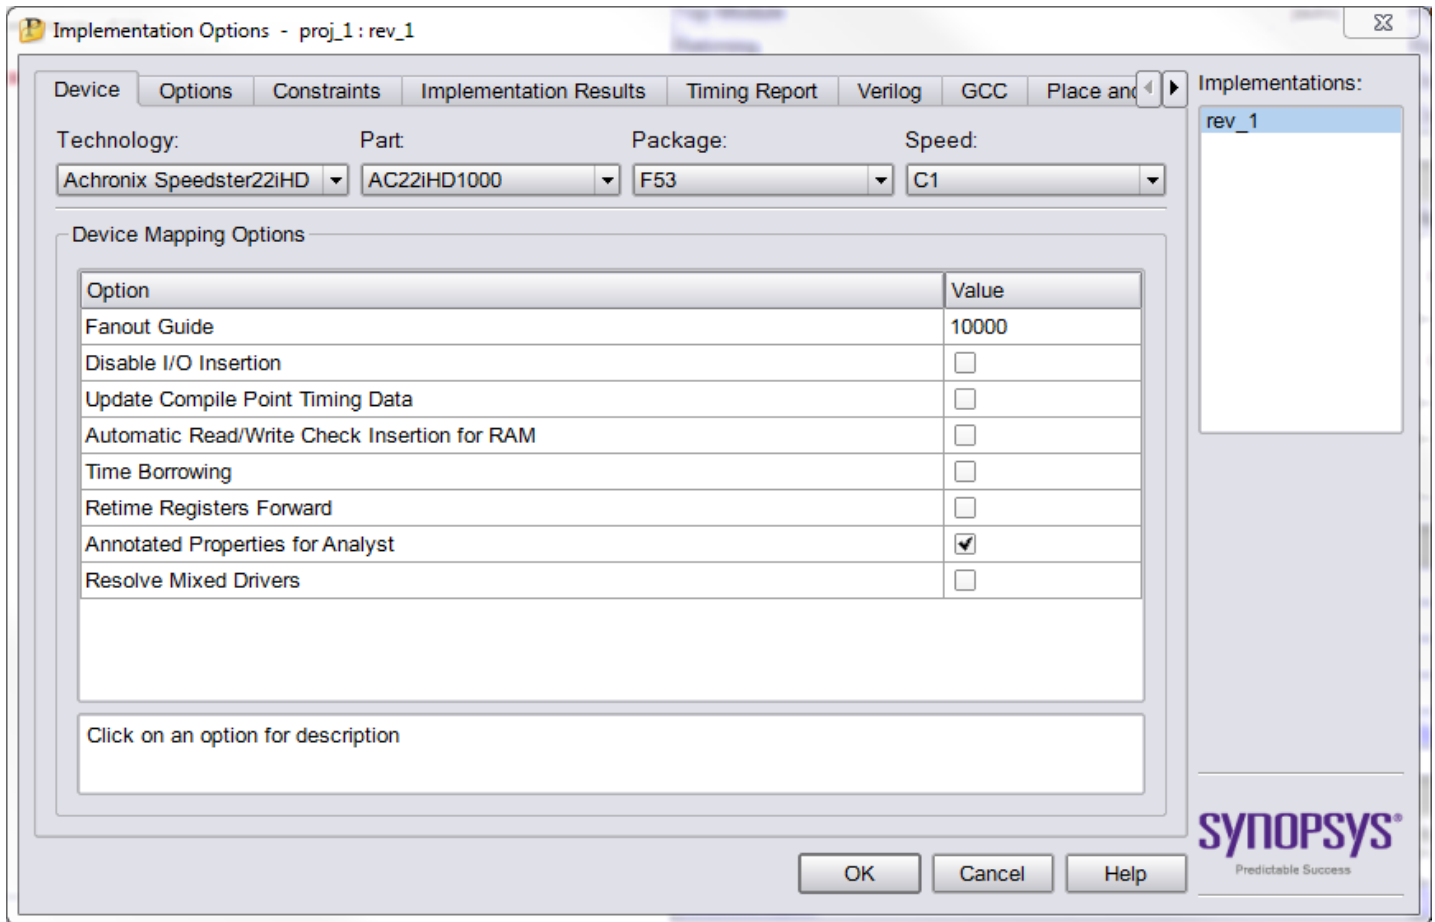 Implementation Options - proj_1 : rev_1
Device Options Constraints Implementation Results Timing Report Verilog GCC Place and
Implementations:
rev_1
Technology: Part: Package: Speed:
Achronix Speedster22iHD AC22iHD1000 F53 C1
Device Mapping Options
Option Value
Fanout Guide 10000
Disable I/O Insertion
Update Compile Point Timing Data
Automatic Read/Write Check Insertion for RAM
Time Borrowing
Retime Registers Forward
Annotated Properties for Analyst
Resolve Mixed Drivers
Click on an option for description
SYNOPSYS®
Predictable Success
OK Cancel Help